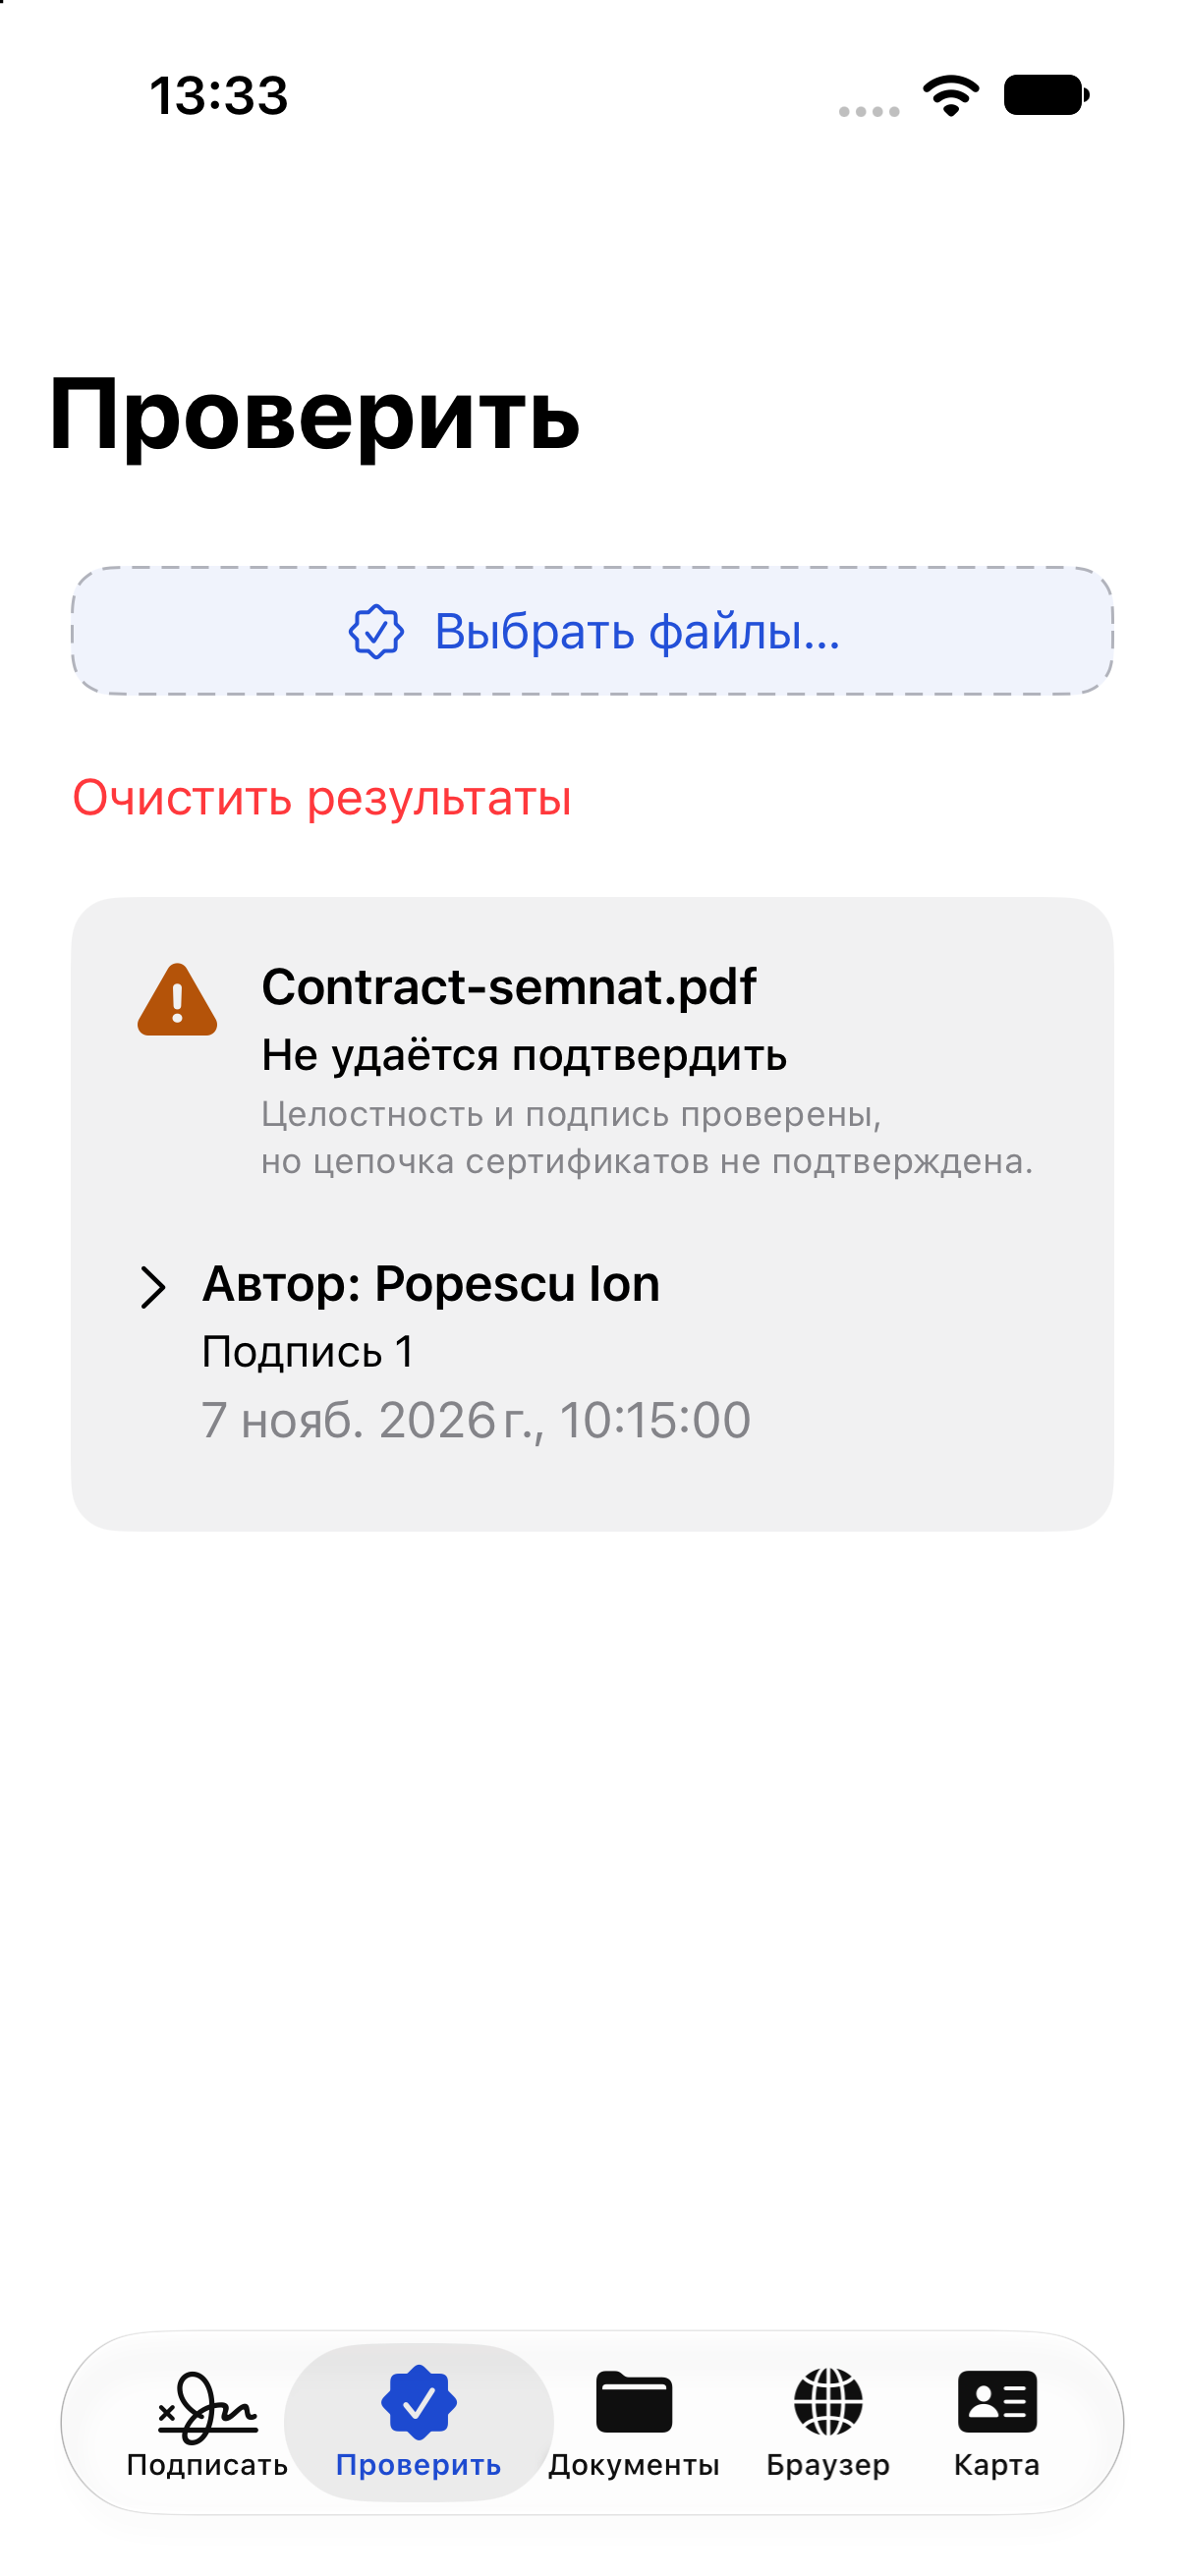 13:33
Проверить
Выбрать файлы...
Очистить результаты
Contract-semnat.pdf
Не удаётся подтвердить
Целостность и подпись проверены,
но цепочка сертификатов не подтверждена.
Автор: Popescu Ion
Подпись 1
7 нояб. 2026 г., 10:15:00
Подписать
Проверить
Документы
Браузер
Карта